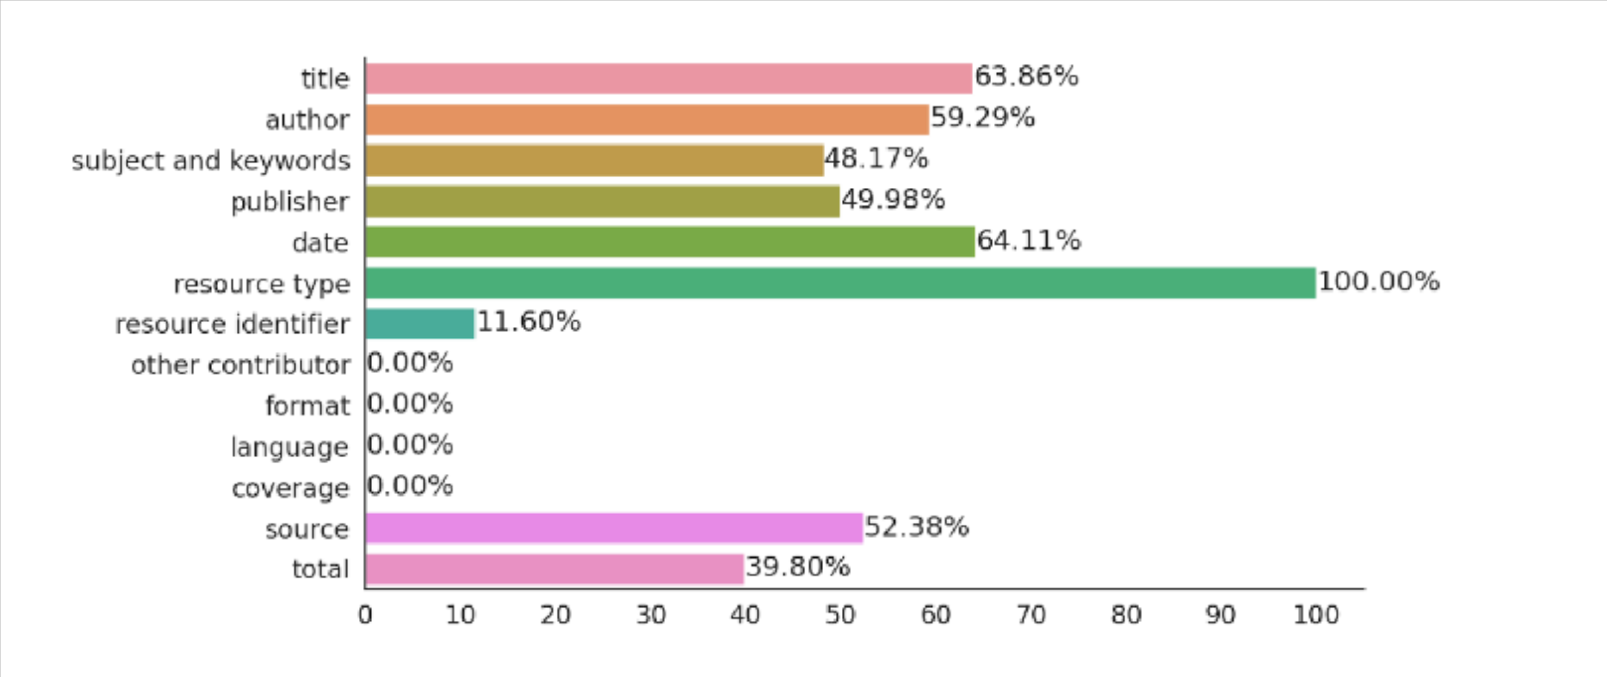 title 63.86%
author 59.29%
subject and keywords 48.17%
publisher 49.98%
date 64.11%
resource type 100.00%
resource identifier 11.60%
other contributor 0.00%
format 0.00%
language 0.00%
coverage 0.00%
source 52.38%
total 39.80%
0 10 20 30 40 50 60 70 80 90 100